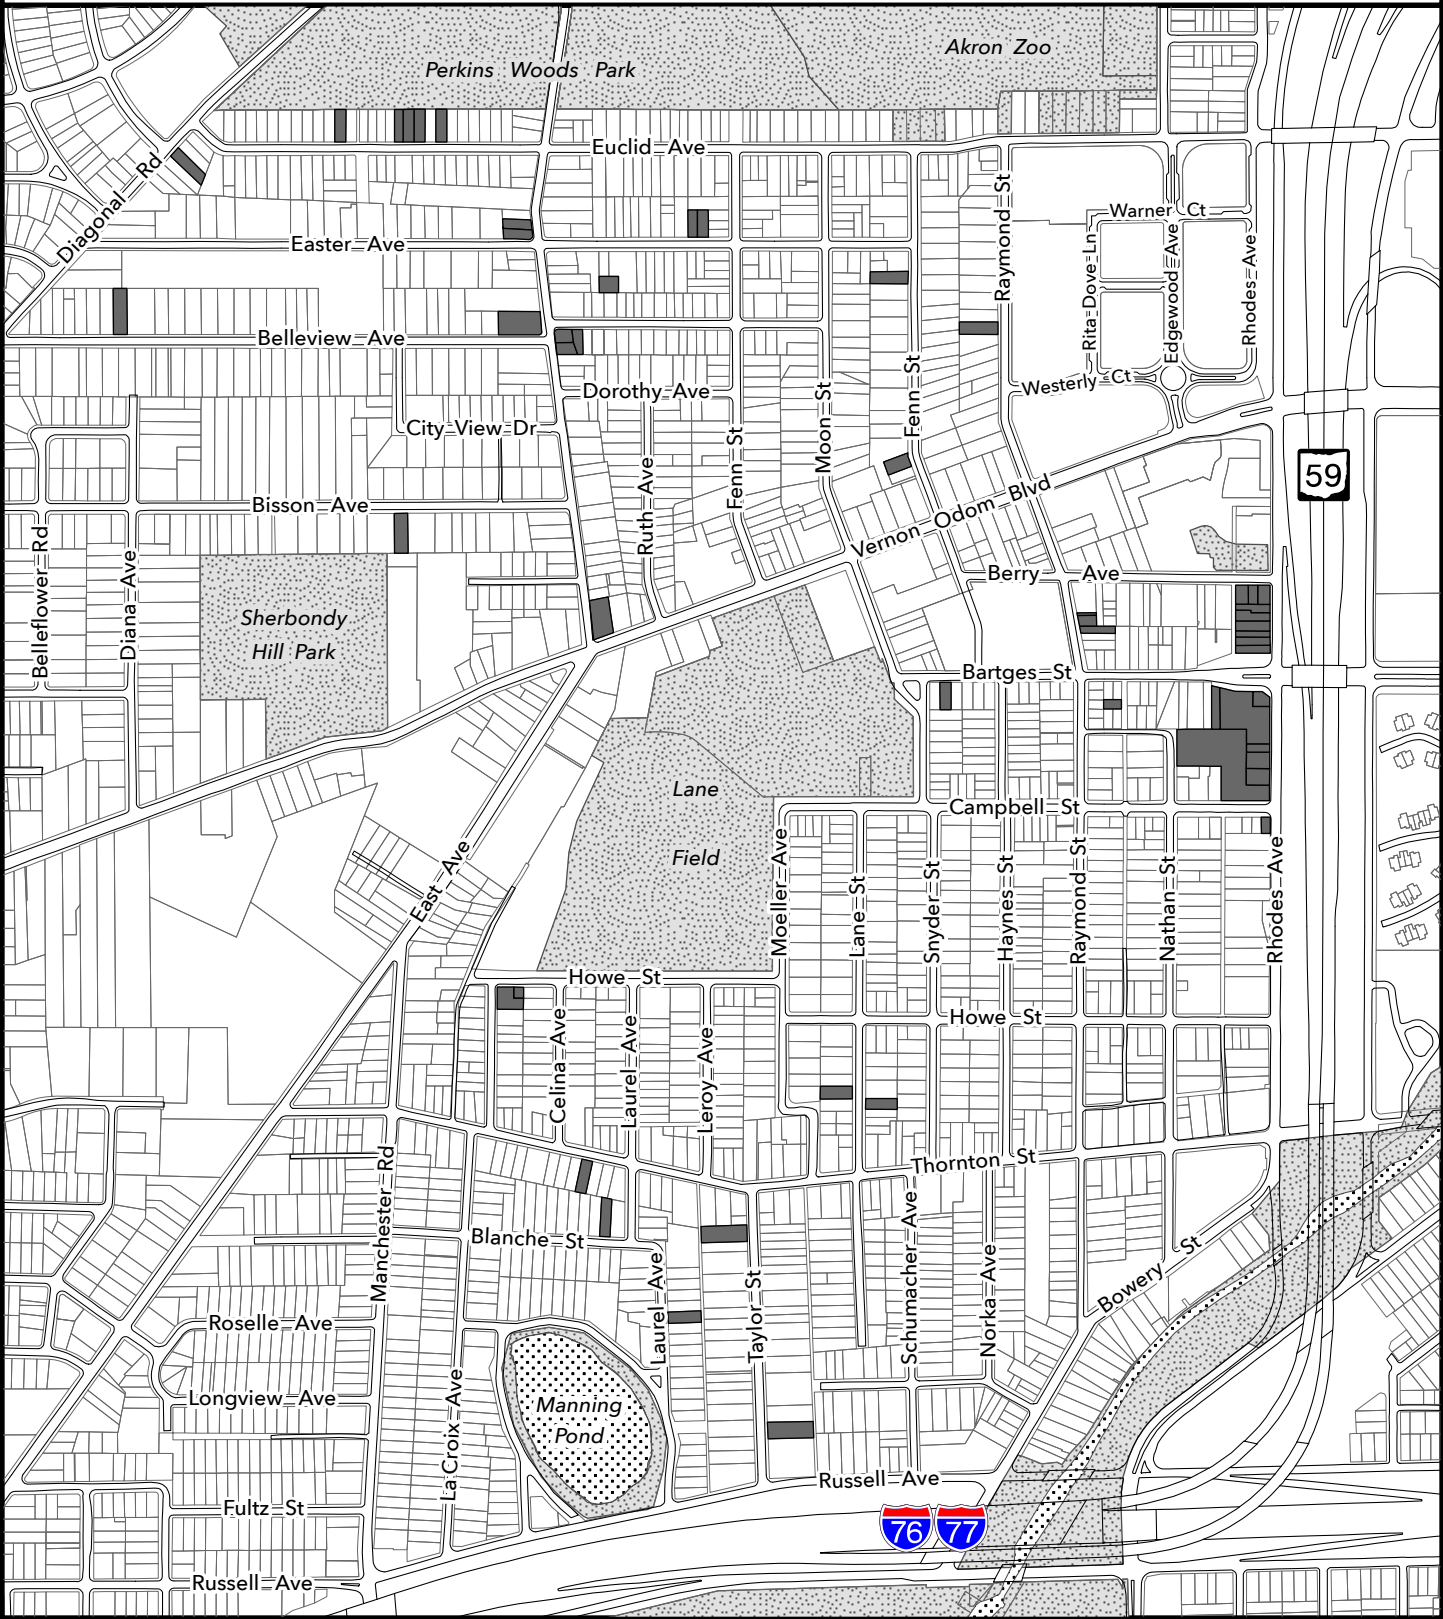 Akron Zoo
Perkins Woods Park
Euclid Ave
Diagonal Rd
Raymond St
Warner Ct
Easter Ave
Rita Dove Ln
Edgewood Ave
Rhodes Ave
Belleview Ave
Dorothy Ave
Westerly Ct
Fenn St
Moon St
City View Dr
Fenn St
59
Ruth Ave
Bisson Ave
Vernon Odom Blvd
Belleflower Rd
Diana Ave
Berry Ave
Sherbondy
Hill Park
Bartges St
Lane
Field
Campbell St
East Ave
Moeller Ave
Lane St
Snyder St
Haynes St
Raymond St
Nathan St
Rhodes Ave
Howe St
Howe St
Celina Ave
Laurel Ave
Leroy Ave
Manchester Rd
Thornton St
Blanche St
Schumacher Ave
Norka Ave
Bowery St
Laurel Ave
Taylor St
Roselle Ave
Longview Ave
La Croix Ave
Manning
Pond
Russell Ave
Fultz St
76
77
Russell Ave